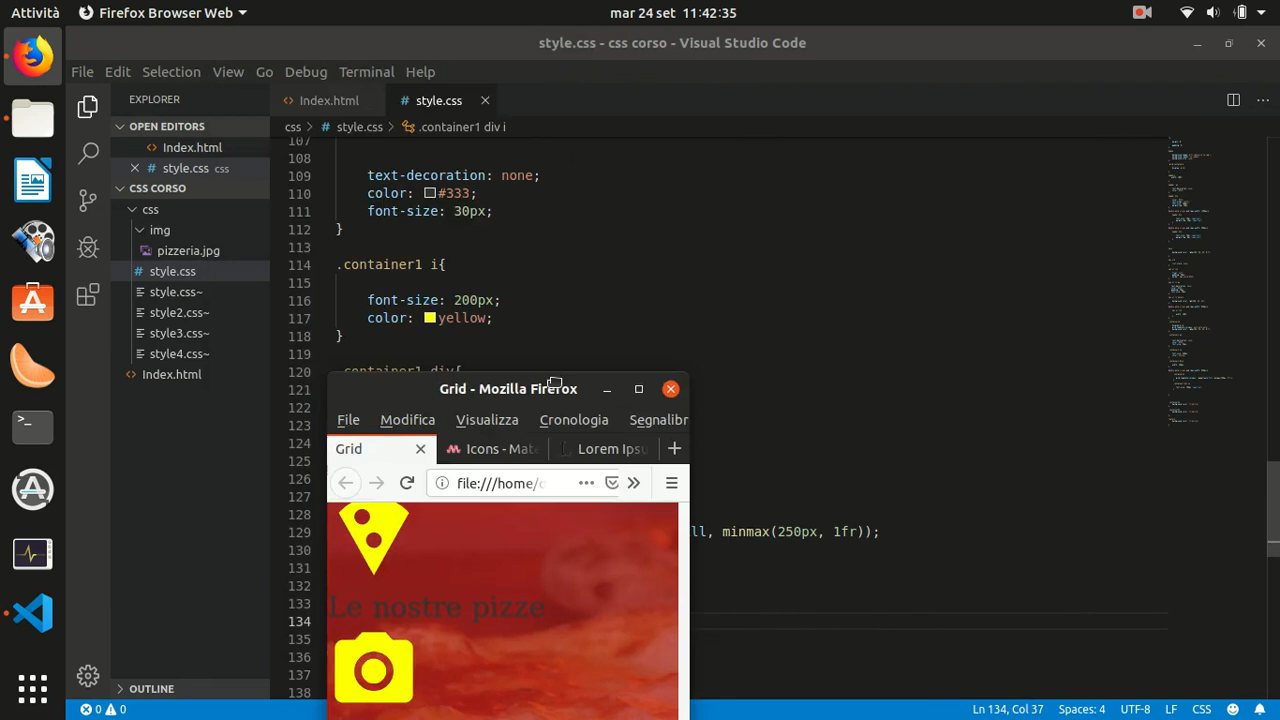 Attività
Firefox Browser Web
mar 24 set 11:42:35
style.css - css corso - Visual Studio Code
File Edit Selection View Go Debug Terminal Help
EXPLORER
OPEN EDITORS
Index.html
style.css css
CSS CORSO
css
img
pizzeria.jpg
style.css
style.css~
style2.css~
style3.css~
style4.css~
Index.html
OUTLINE
Index.html
style.css
css > style.css > .container1 div i
107
108
109 text-decoration: none;
110 color: #333;
111 font-size: 30px;
112 }
113
114 .container1 i{
115
116 font-size: 200px;
117 color: yellow;
118 }
119
120 .container1 div{
121
122
123
124
125
126
127
128
129 ll, minmax(250px, 1fr));
130
131
132
133
134
135
136
137
138
Grid - Mozilla Firefox
File Modifica Visualizza Cronologia Segnalibr
Grid
Icons - Mate
Lorem Ipsu
file:///home/
Le nostre pizze
0 0
Ln 134, Col 37 Spaces: 4 UTF-8 LF CSS